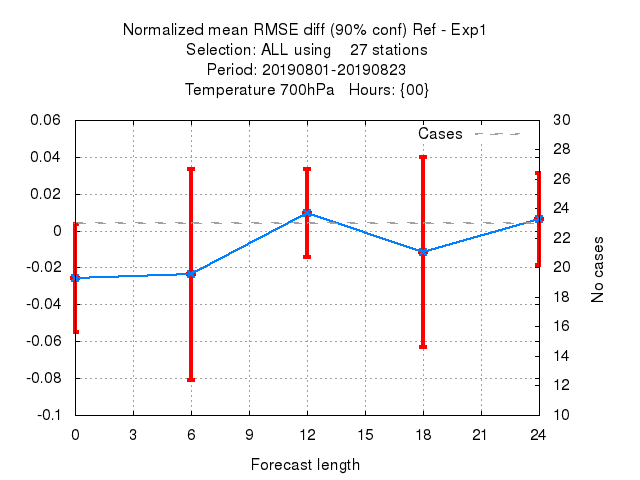 Normalized mean RMSE diff (90% conf) Ref - Exp1
Selection: ALL using    27 stations
Period: 20190801-20190823
Temperature 700hPa   Hours: {00}
Cases
0.06
0.04
0.02
0
-0.02
-0.04
-0.06
-0.08
-0.1
30
28
26
24
22
20
18
16
14
12
10
No cases
0 3 6 9 12 15 18 21 24
Forecast length